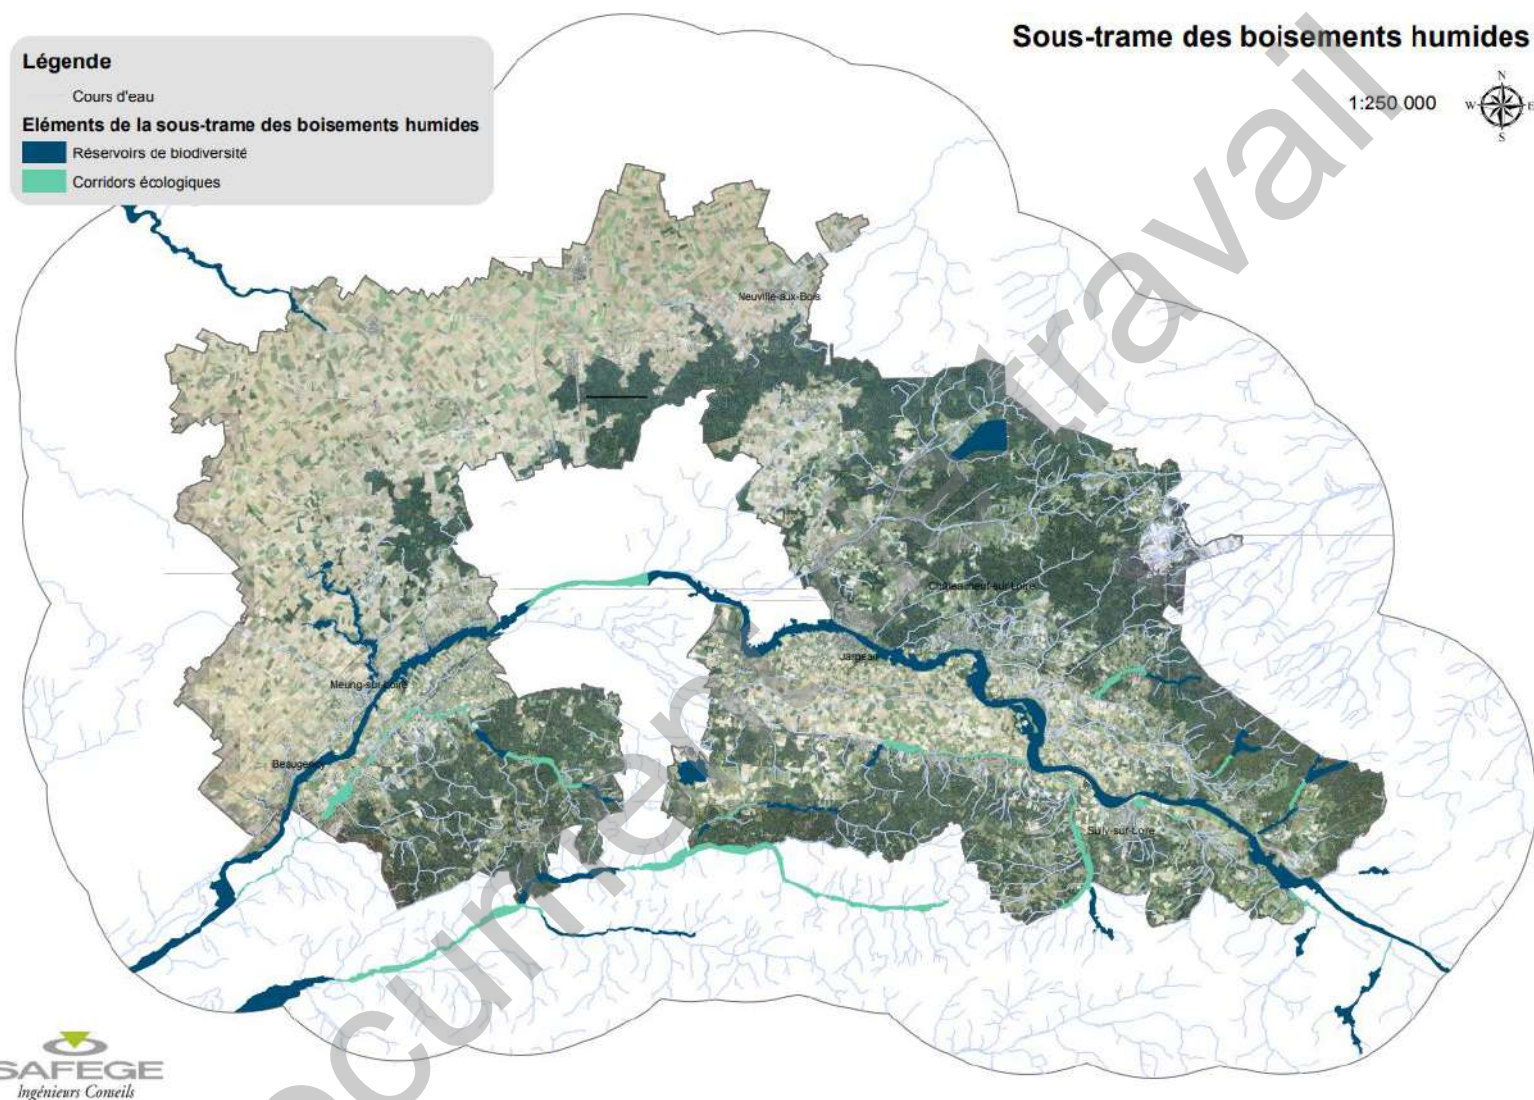 Sous-trame des boisements humides
1:250 000
N
W
E
S
Légende
Cours d'eau
Eléments de la sous-trame des boisements humides
Réservoirs de biodiversité
Corridors écologiques
Neuville-aux-Bois
Châteauneuf-sur-Loire
Jargeau
Meung-sur-Loire
Beaugency
Sully-sur-Loire
ocument de travail
SAFEGE
Ingénieurs Conseils